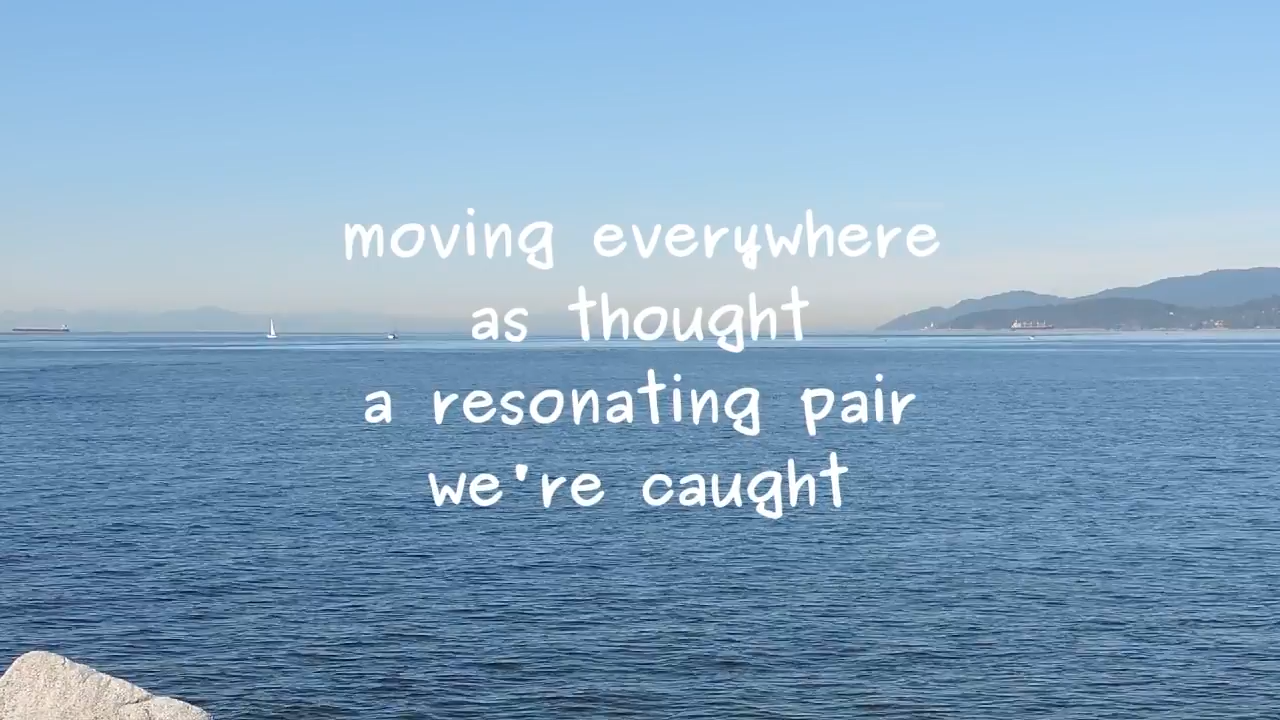 moving everywhere
as thought
a resonating pair
we're caught